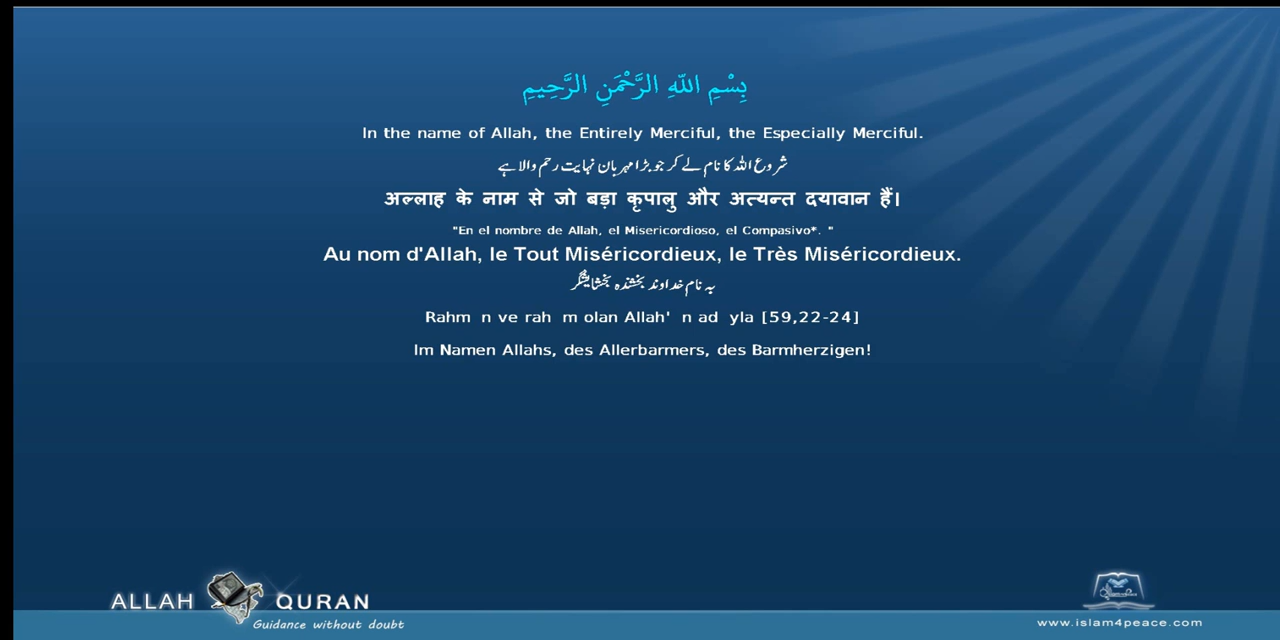 بِسْمِ اللَّهِ الرَّحْمَنِ الرَّحِيمِ
In the name of Allah, the Entirely Merciful, the Especially Merciful.
شروع اللہ کا نام لے کر جو بڑا مہربان نہایت رحم والا ہے
अल्लाह के नाम से जो बड़ा कृपालु और अत्यन्त दयावान हैं।
"En el nombre de Allah, el Misericordioso, el Compasivo*. "
Au nom d'Allah, le Tout Miséricordieux, le Très Miséricordieux.
به نام خداوند بخشنده بخشایشگر
Rahm n ve rah m olan Allah' n ad yla [59,22-24]
Im Namen Allahs, des Allerbarmers, des Barmherzigen!
ALLAH QURAN
Guidance without doubt
www.islam4peace.com